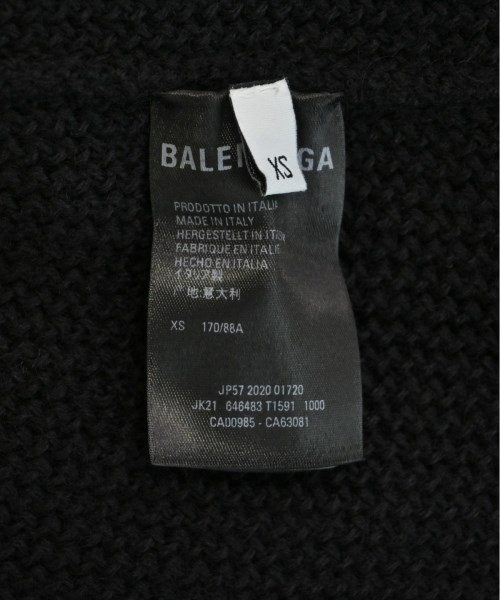 XS
BALEN GA
PRODOTTO IN ITALI
MADE IN ITALY
HERGESTELLT IN ITA
FABRIQUE EN ITALIE
HECHO EN ITALIA
イタリア製
产地:意大利
XS 170/88A
JP57 2020 01720
JK21 646483 T1591 1000
CA00985 - CA63081